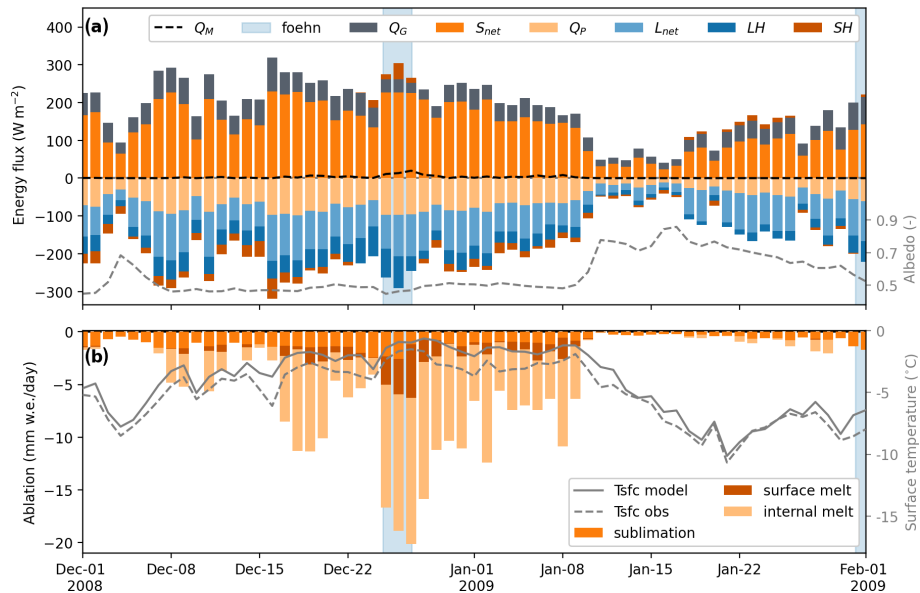 (a)
Q_M
foehn
Q_G
S_net
Q_P
L_net
LH
SH
Energy flux (W m⁻²)
400
300
200
100
0
−100
−200
−300
Albedo (-)
0.9
0.7
0.5
(b)
Ablation (mm w.e./day)
0
−5
−10
−15
−20
Surface temperature (°C)
0
−5
−10
−15
Tsfc model
Tsfc obs
sublimation
surface melt
internal melt
Dec-01 Dec-08 Dec-15 Dec-22 Jan-01 Jan-08 Jan-15 Jan-22 Feb-01
2008 2009 2009